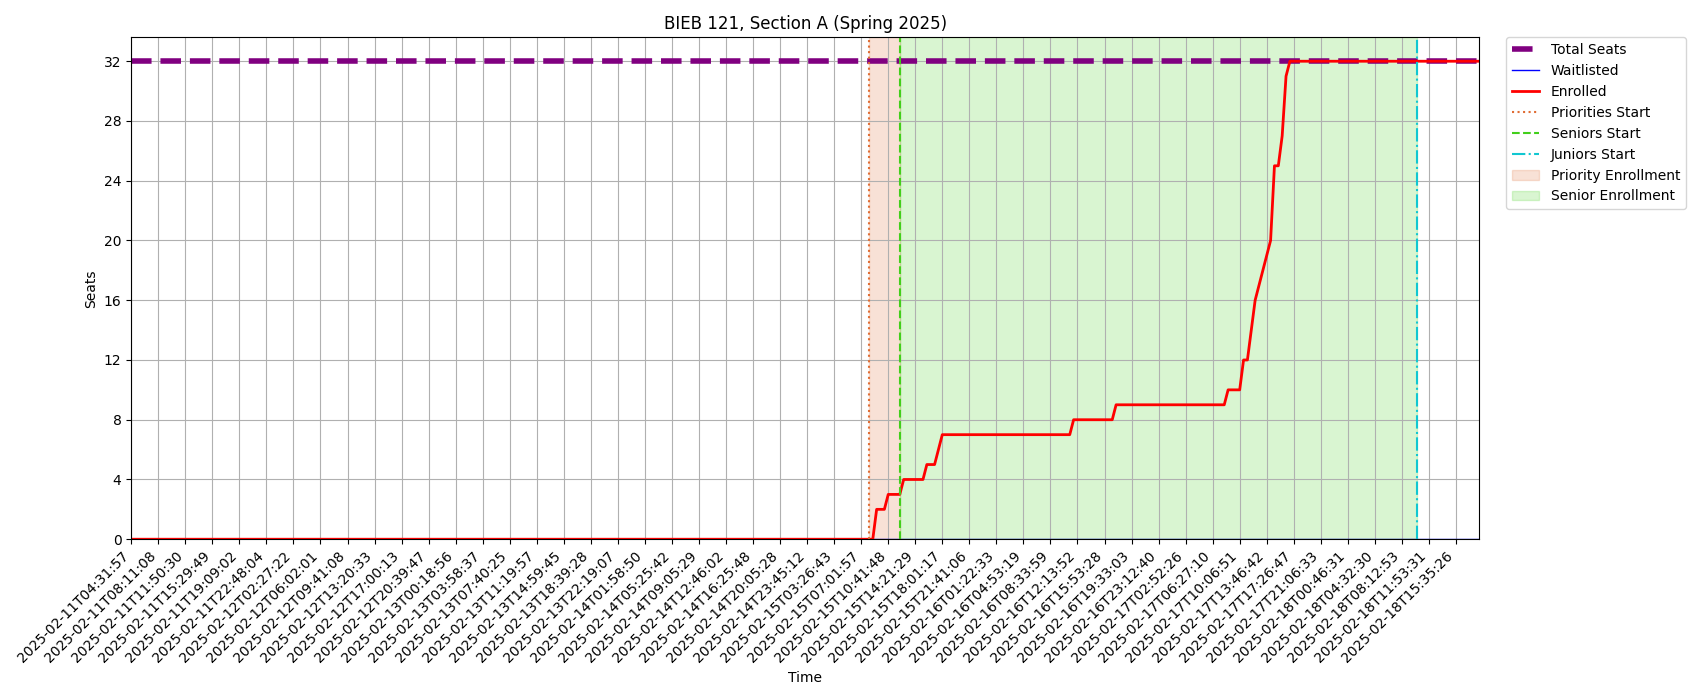 BIEB 121, Section A (Spring 2025)
Total Seats
Waitlisted
Enrolled
Priorities Start
Seniors Start
Juniors Start
Priority Enrollment
Senior Enrollment
Seats
32
28
24
20
16
12
8
4
0
2025-02-11T04:31:57
2025-02-11T08:11:08
2025-02-11T11:50:30
2025-02-11T15:29:49
2025-02-11T19:09:02
2025-02-11T22:48:04
2025-02-12T02:27:22
2025-02-12T06:02:01
2025-02-12T09:41:08
2025-02-12T13:20:33
2025-02-12T17:00:13
2025-02-12T20:39:47
2025-02-13T00:18:56
2025-02-13T03:58:37
2025-02-13T07:40:25
2025-02-13T11:19:57
2025-02-13T14:59:45
2025-02-13T18:39:28
2025-02-13T22:19:07
2025-02-14T01:58:50
2025-02-14T05:25:42
2025-02-14T09:05:29
2025-02-14T12:46:02
2025-02-14T16:25:48
2025-02-14T20:05:28
2025-02-14T23:45:12
2025-02-15T03:26:43
2025-02-15T07:01:57
2025-02-15T10:41:48
2025-02-15T14:21:29
2025-02-15T18:01:17
2025-02-15T21:41:06
2025-02-16T01:22:33
2025-02-16T04:53:19
2025-02-16T08:33:59
2025-02-16T12:13:52
2025-02-16T15:53:28
2025-02-16T19:33:03
2025-02-16T23:12:40
2025-02-17T02:52:26
2025-02-17T06:27:10
2025-02-17T10:06:51
2025-02-17T13:46:42
2025-02-17T17:26:47
2025-02-17T21:06:33
2025-02-18T00:46:31
2025-02-18T04:32:30
2025-02-18T08:12:53
2025-02-18T11:53:31
2025-02-18T15:35:26
Time